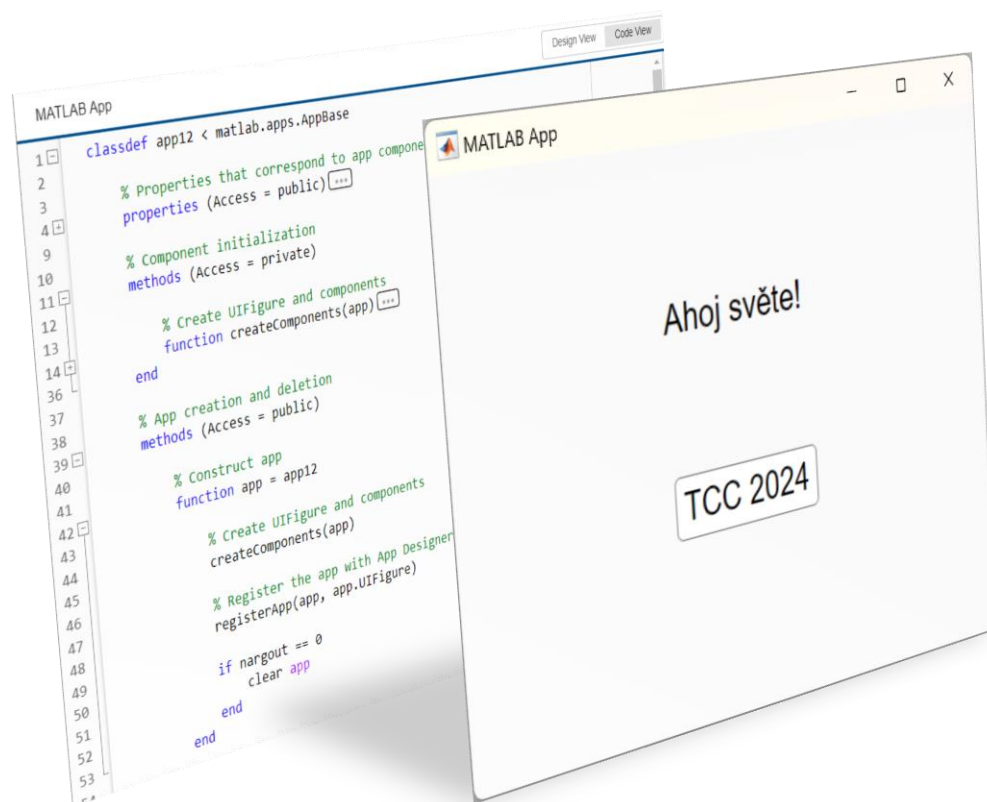 Design View Code View
MATLAB App
1 classdef app12 < matlab.apps.AppBase
2
3 % Properties that correspond to app compone
4 properties (Access = public) ...
9
10 % Component initialization
11 methods (Access = private)
12
13 % Create UIFigure and components
14 function createComponents(app) ...
36 end
37
38 % App creation and deletion
39 methods (Access = public)
40
41 % Construct app
42 function app = app12
43
44 % Create UIFigure and components
45 createComponents(app)
46
47 % Register the app with App Designer
48 registerApp(app, app.UIFigure)
49
50 if nargout == 0
51 clear app
52 end
53 end
MATLAB App
Ahoj světe!
TCC 2024